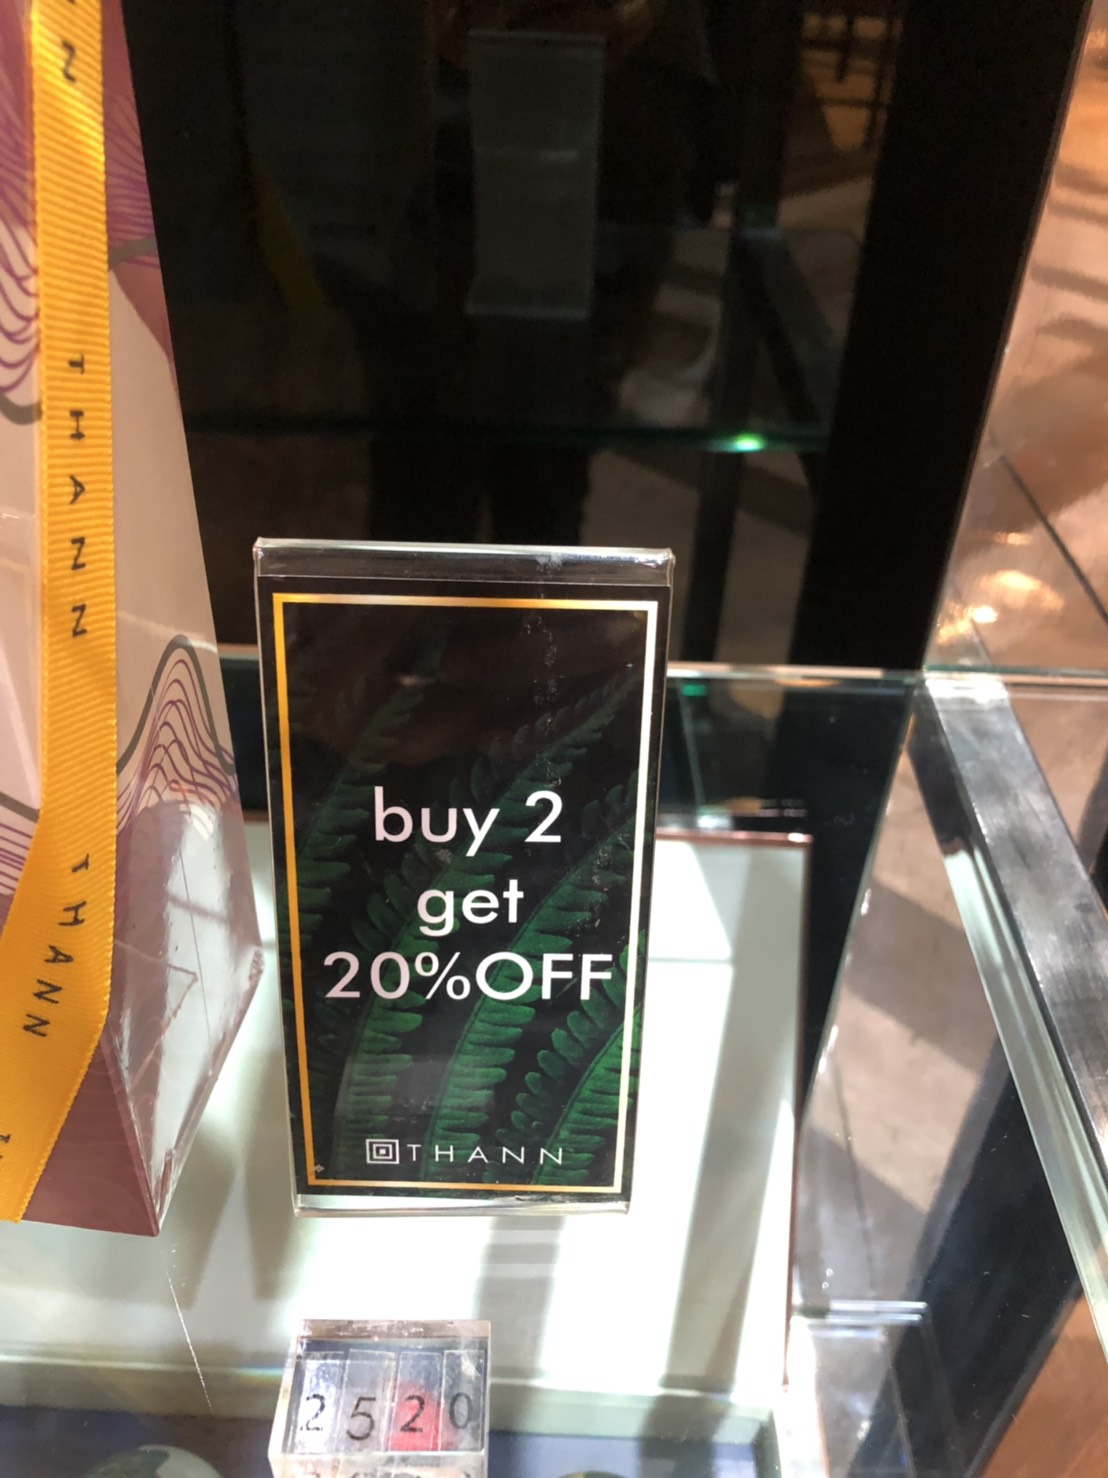 N
THANN
THANN
buy 2
get
20%OFF
THANN
2520